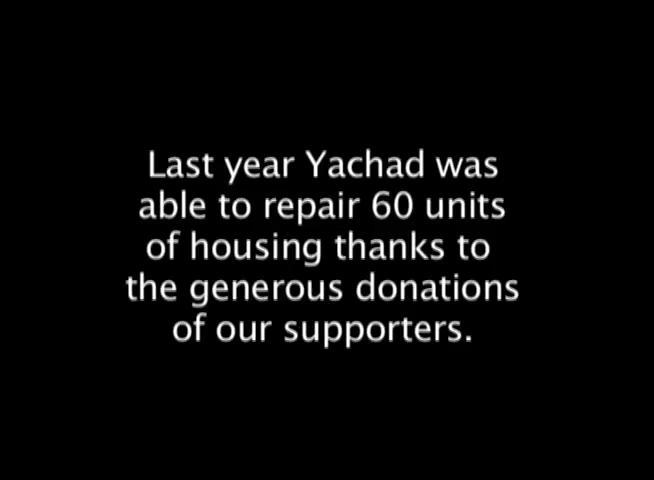 Last year Yachad was
able to repair 60 units
of housing thanks to
the generous donations
of our supporters.